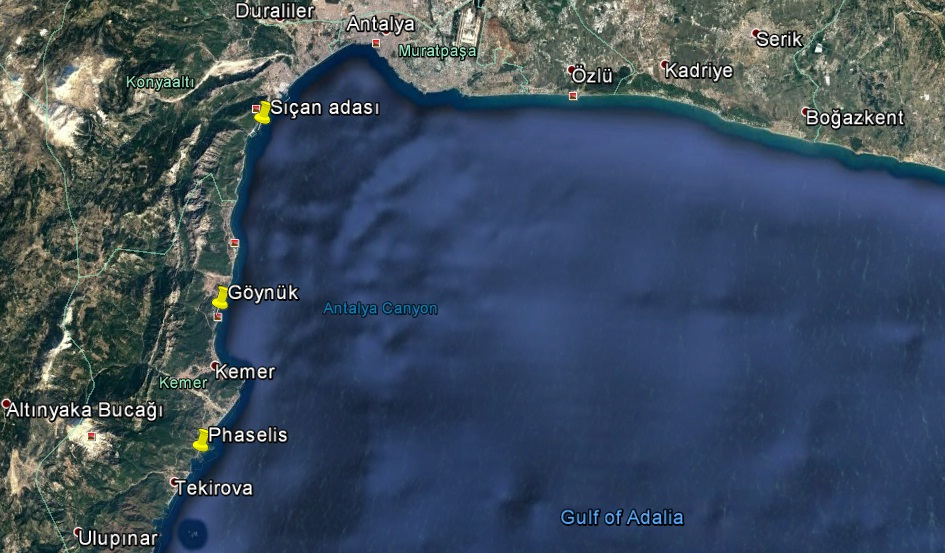 Duraliler
Antalya
Muratpaşa
Serik
Özlü
Kadriye
Konyaaltı
Sıçan adası
Boğazkent
Göynük
Antalya Canyon
Kemer
Kemer
Altınyaka Bucağı
Phaselis
Tekirova
Gulf of Adalia
Ulupınar